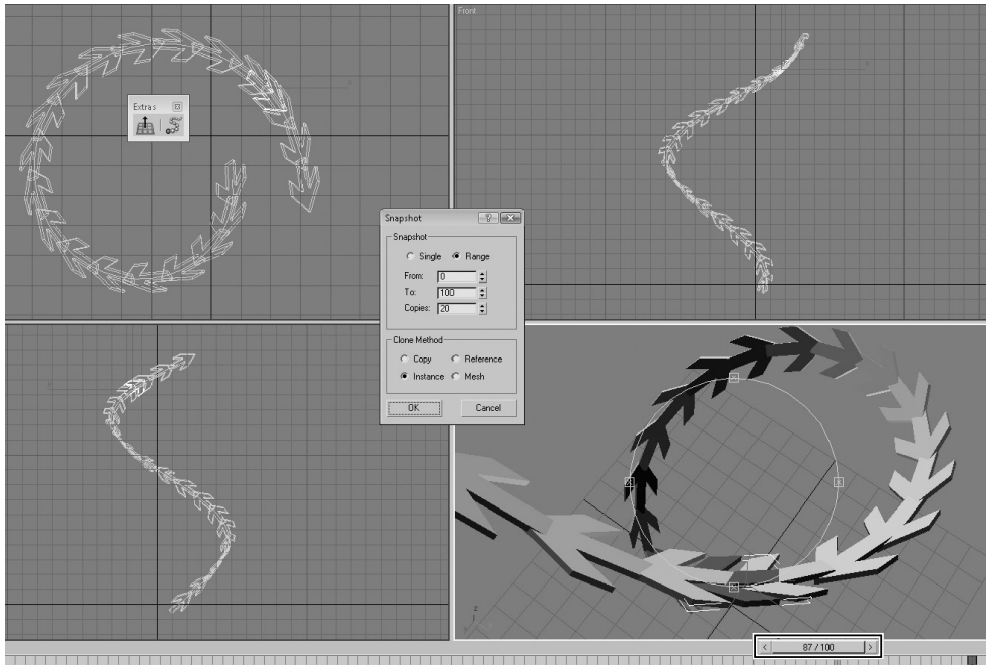 Front
Extras
Snapshot
Snapshot
Single
Range
From: 0
To: 100
Copies: 20
Clone Method
Copy
Reference
Instance
Mesh
OK
Cancel
z
< 87 / 100 >